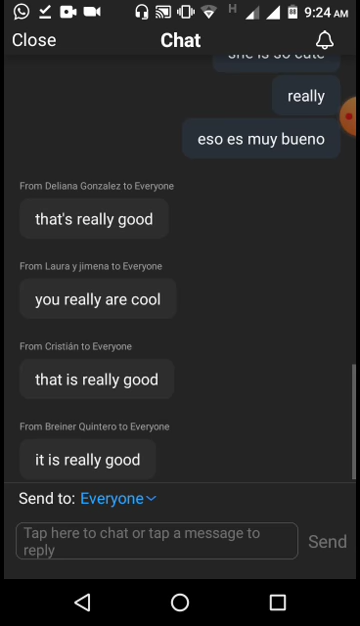 H
9:24 AM
Close
Chat
she is so cute
really
eso es muy bueno
From Deliana Gonzalez to Everyone
that's really good
From Laura y jimena to Everyone
you really are cool
From Cristián to Everyone
that is really good
From Breiner Quintero to Everyone
it is really good
Send to: Everyone
Tap here to chat or tap a message to
reply
Send